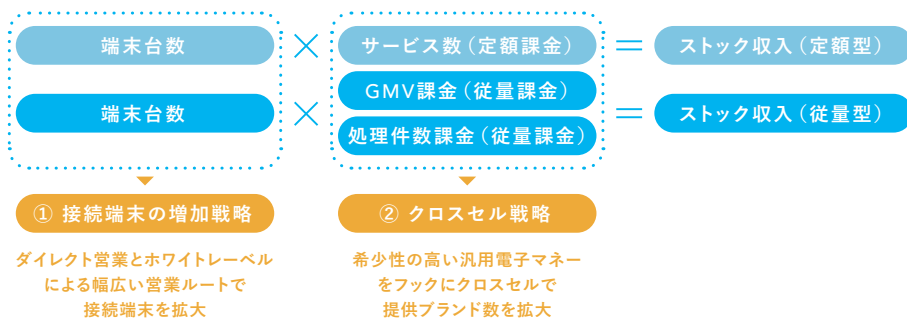 端末台数 × サービス数（定額課金） ＝ ストック収入（定額型）
GMV課金（従量課金）
端末台数 × ＝ ストック収入（従量型）
処理件数課金（従量課金）
① 接続端末の増加戦略
ダイレクト営業とホワイトレーベル
による幅広い営業ルートで
接続端末を拡大
② クロスセル戦略
希少性の高い汎用電子マネー
をフックにクロスセルで
提供ブランド数を拡大